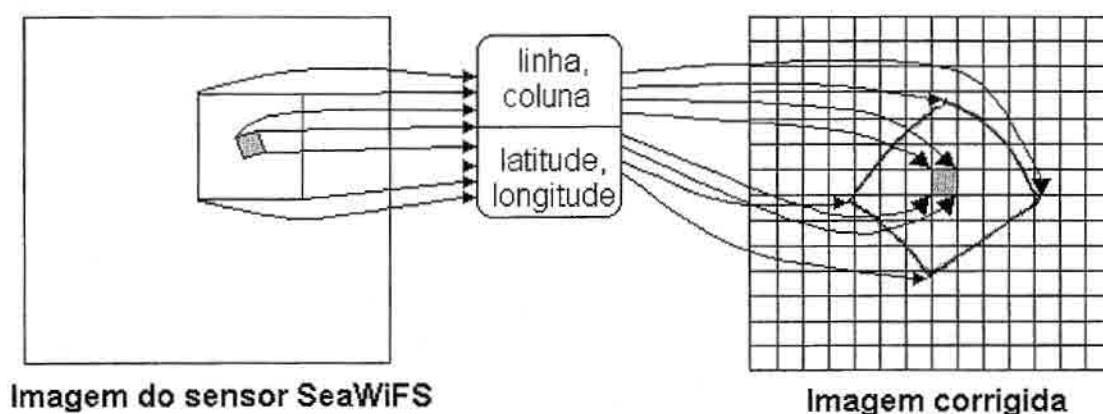 linha,
coluna
latitude,
longitude
Imagem do sensor SeaWiFS
Imagem corrigida